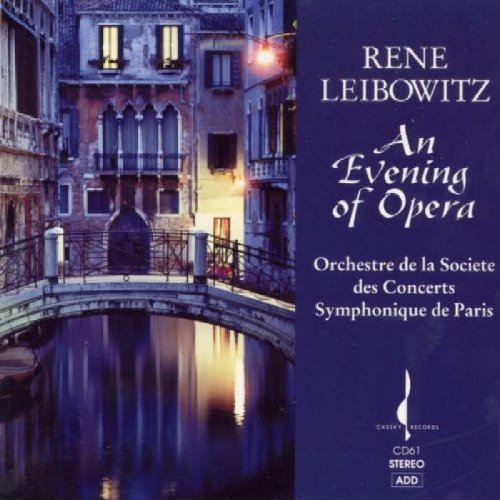 RENE
LEIBOWITZ
An
Evening
of Opera
Orchestre de la Societe
des Concerts
Symphonique de Paris
CHESKY RECORDS
CD61
STEREO
ADD